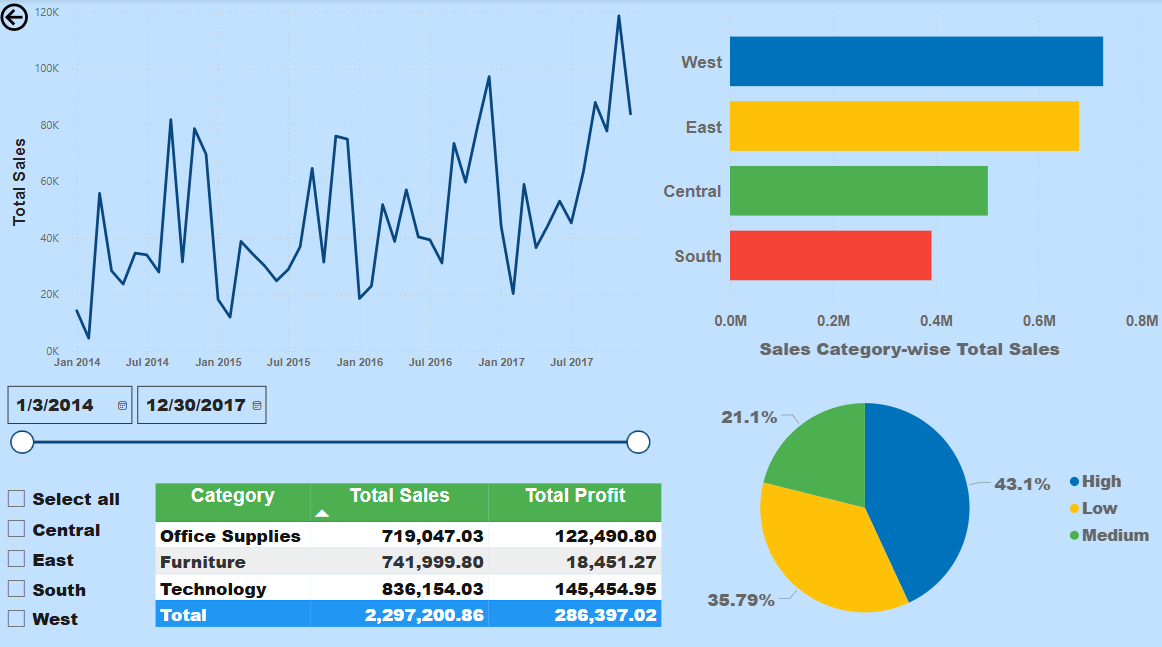 120K
100K
80K
60K
40K
20K
0K
Total Sales
Jan 2014 Jul 2014 Jan 2015 Jul 2015 Jan 2016 Jul 2016 Jan 2017 Jul 2017
West
East
Central
South
0.0M 0.2M 0.4M 0.6M 0.8M
Sales Category-wise Total Sales
1/3/2014 12/30/2017
Select all
Central
East
South
West
Category Total Sales Total Profit
Office Supplies 719,047.03 122,490.80
Furniture 741,999.80 18,451.27
Technology 836,154.03 145,454.95
Total 2,297,200.86 286,397.02
21.1%
43.1%
35.79%
High
Low
Medium